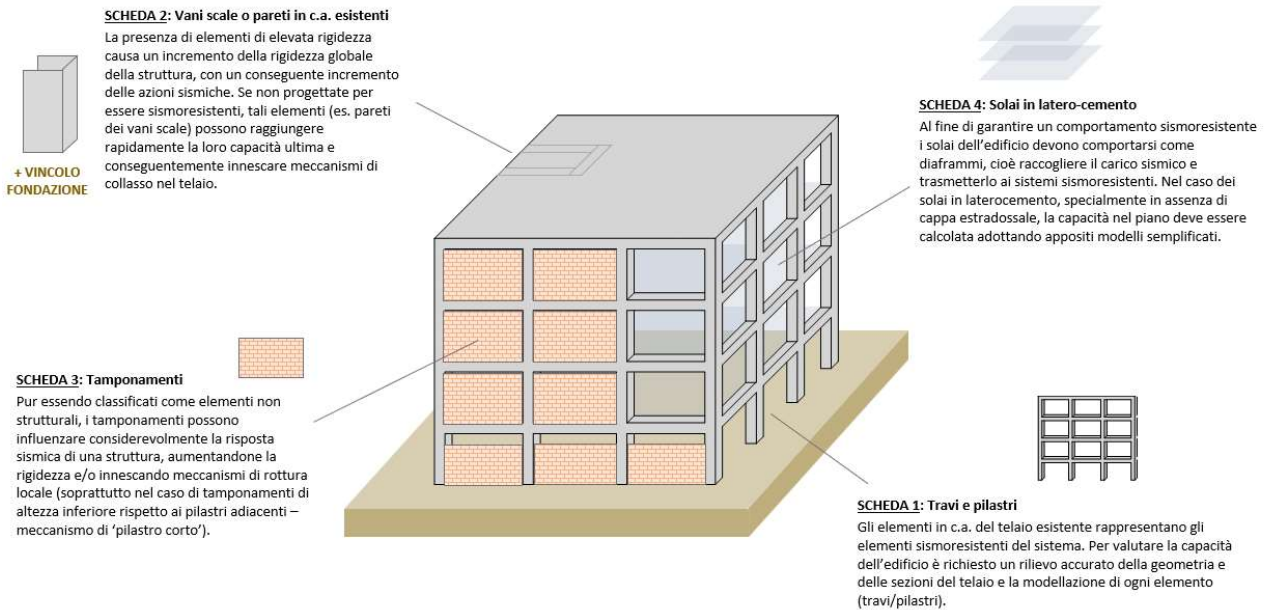 SCHEDA 2: Vani scale o pareti in c.a. esistenti
La presenza di elementi di elevata rigidezza
causa un incremento della rigidezza globale
della struttura, con un conseguente incremento
delle azioni sismiche. Se non progettate per
essere sismoresistenti, tali elementi (es. pareti
dei vani scale) possono raggiungere
rapidamente la loro capacità ultima e
conseguentemente innescare meccanismi di
collasso nel telaio.
+ VINCOLO
FONDAZIONE
SCHEDA 4: Solai in latero-cemento
Al fine di garantire un comportamento sismoresistente
i solai dell'edificio devono comportarsi come
diaframmi, cioè raccogliere il carico sismico e
trasmetterlo ai sistemi sismoresistenti. Nel caso dei
solai in laterocemento, specialmente in assenza di
cappa estradossale, la capacità nel piano deve essere
calcolata adottando appositi modelli semplificati.
SCHEDA 3: Tamponamenti
Pur essendo classificati come elementi non
strutturali, i tamponamenti possono
influenzare considerevolmente la risposta
sismica di una struttura, aumentandone la
rigidezza e/o innescando meccanismi di rottura
locale (soprattutto nel caso di tamponamenti di
altezza inferiore rispetto ai pilastri adiacenti –
meccanismo di 'pilastro corto').
SCHEDA 1: Travi e pilastri
Gli elementi in c.a. del telaio esistente rappresentano gli
elementi sismoresistenti del sistema. Per valutare la capacità
dell'edificio è richiesto un rilievo accurato della geometria e
delle sezioni del telaio e la modellazione di ogni elemento
(travi/pilastri).